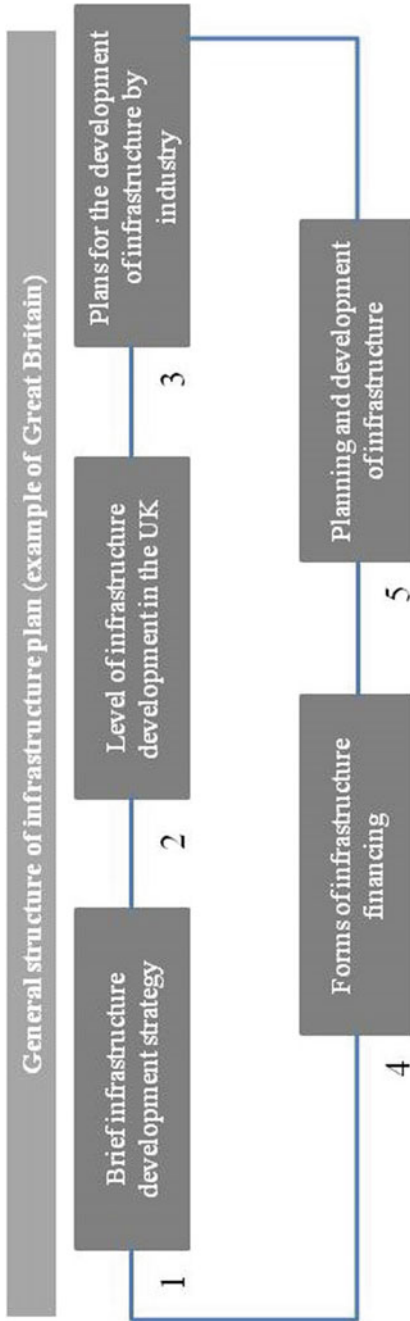 General structure of infrastructure plan (example of Great Britain)
1
Brief infrastructure
development strategy
2
Level of infrastructure
development in the UK
3
Plans for the development
of infrastructure by
industry
4
Forms of infrastructure
financing
5
Planning and development
of infrastructure